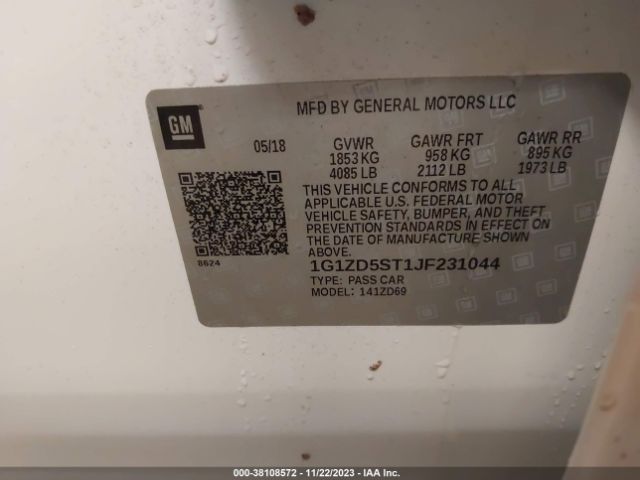 MFD BY GENERAL MOTORS LLC
GM
05/18 GVWR GAWR FRT GAWR RR
1853 KG 958 KG 895 KG
4085 LB 2112 LB 1973 LB
THIS VEHICLE CONFORMS TO ALL
APPLICABLE U.S. FEDERAL MOTOR
VEHICLE SAFETY, BUMPER, AND THEFT
PREVENTION STANDARDS IN EFFECT ON
THE DATE OF MANUFACTURE SHOWN
ABOVE.
8624
1G1ZD5ST1JF231044
TYPE: PASS CAR
MODEL: 141ZD69
000-38108572 - 11/22/2023 - IAA Inc.